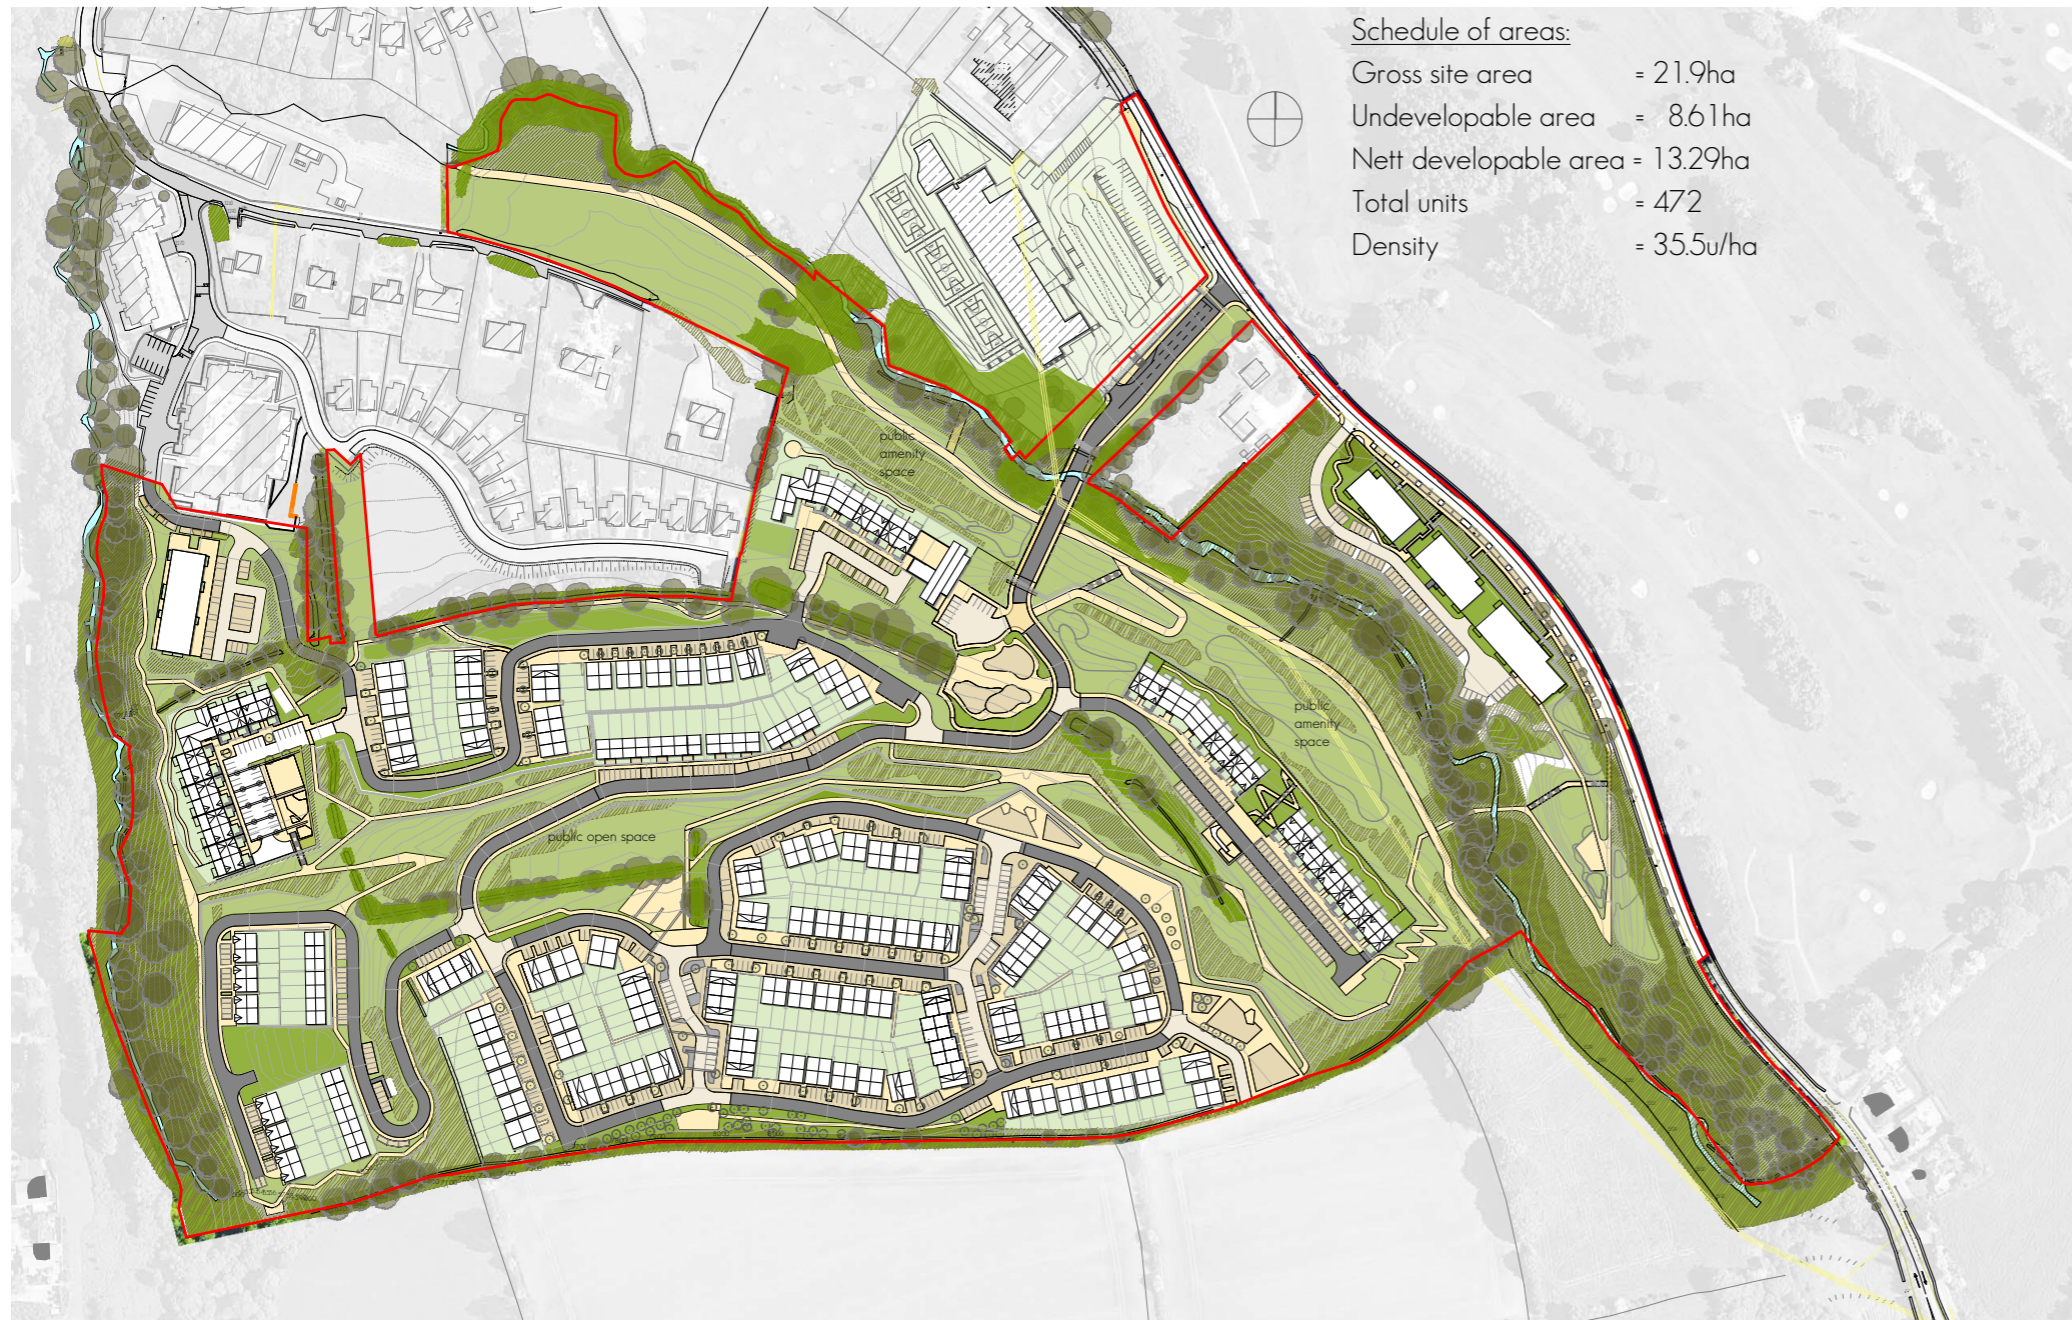 Schedule of areas:
Gross site area = 21.9ha
Undevelopable area = 8.61ha
Nett developable area = 13.29ha
Total units = 472
Density = 35.5u/ha
public
amenity
space
public
amenity
space
public open space